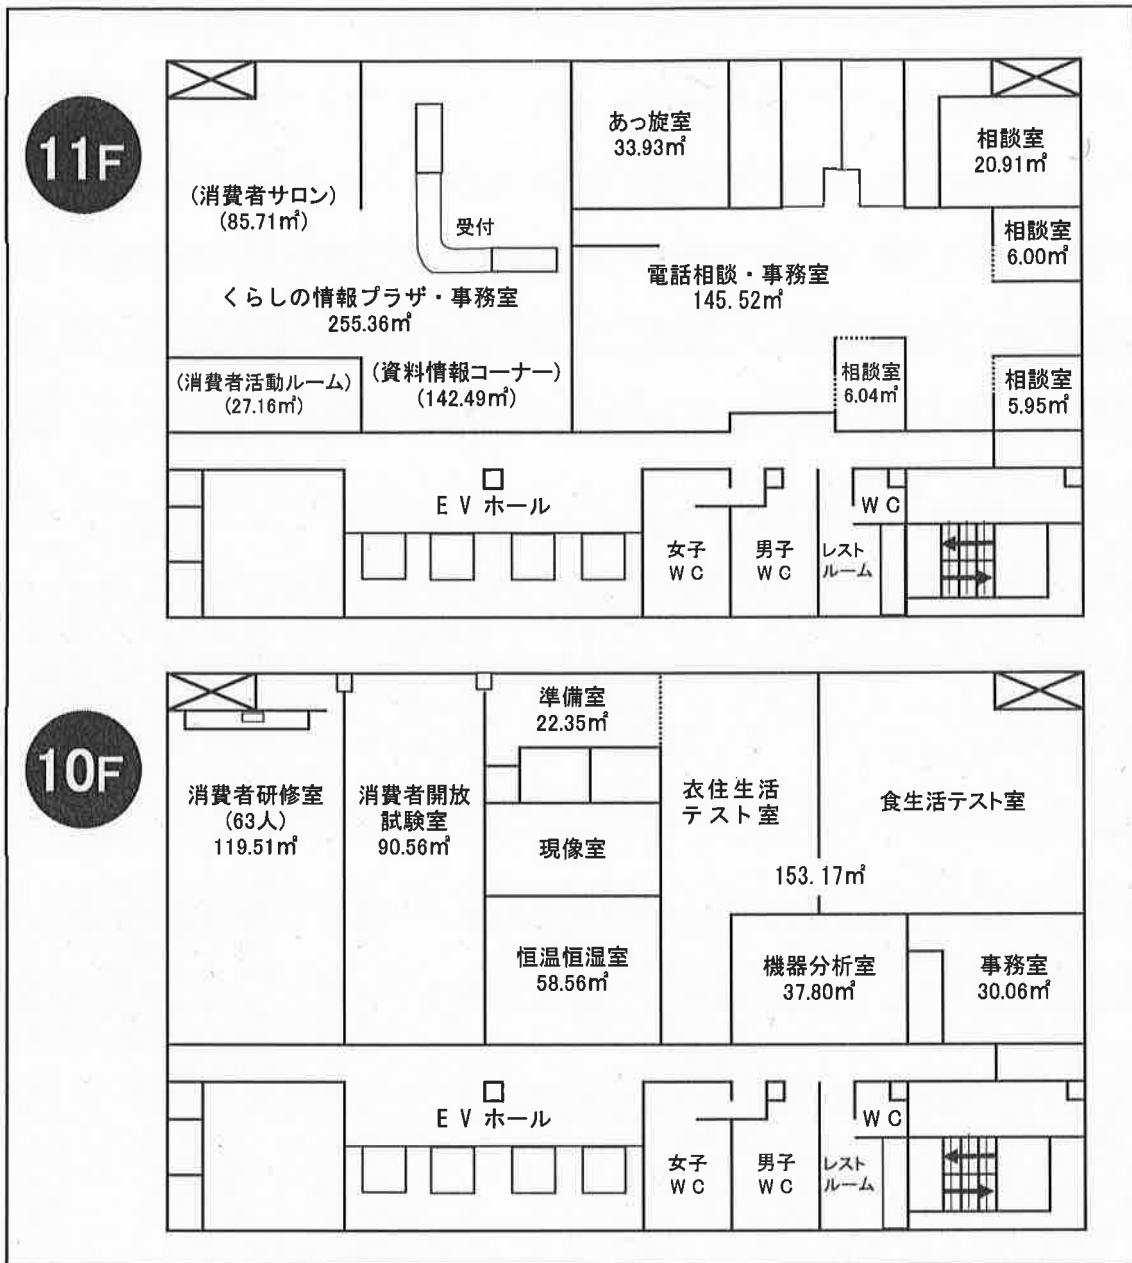 11F
あっ旋室
33.93㎡
相談室
20.91㎡
(消費者サロン)
(85.71㎡)
受付
相談室
6.00㎡
くらしの情報プラザ・事務室
255.36㎡
電話相談・事務室
145.52㎡
(消費者活動ルーム)
(27.16㎡)
(資料情報コーナー)
(142.49㎡)
相談室
6.04㎡
相談室
5.95㎡
EVホール
女子
WC
男子
WC
レスト
ルーム
WC
10F
準備室
22.35㎡
消費者研修室
(63人)
119.51㎡
消費者開放
試験室
90.56㎡
現像室
衣住生活
テスト室
食生活テスト室
153.17㎡
恒温恒湿室
58.56㎡
機器分析室
37.80㎡
事務室
30.06㎡
EVホール
女子
WC
男子
WC
レスト
ルーム
WC